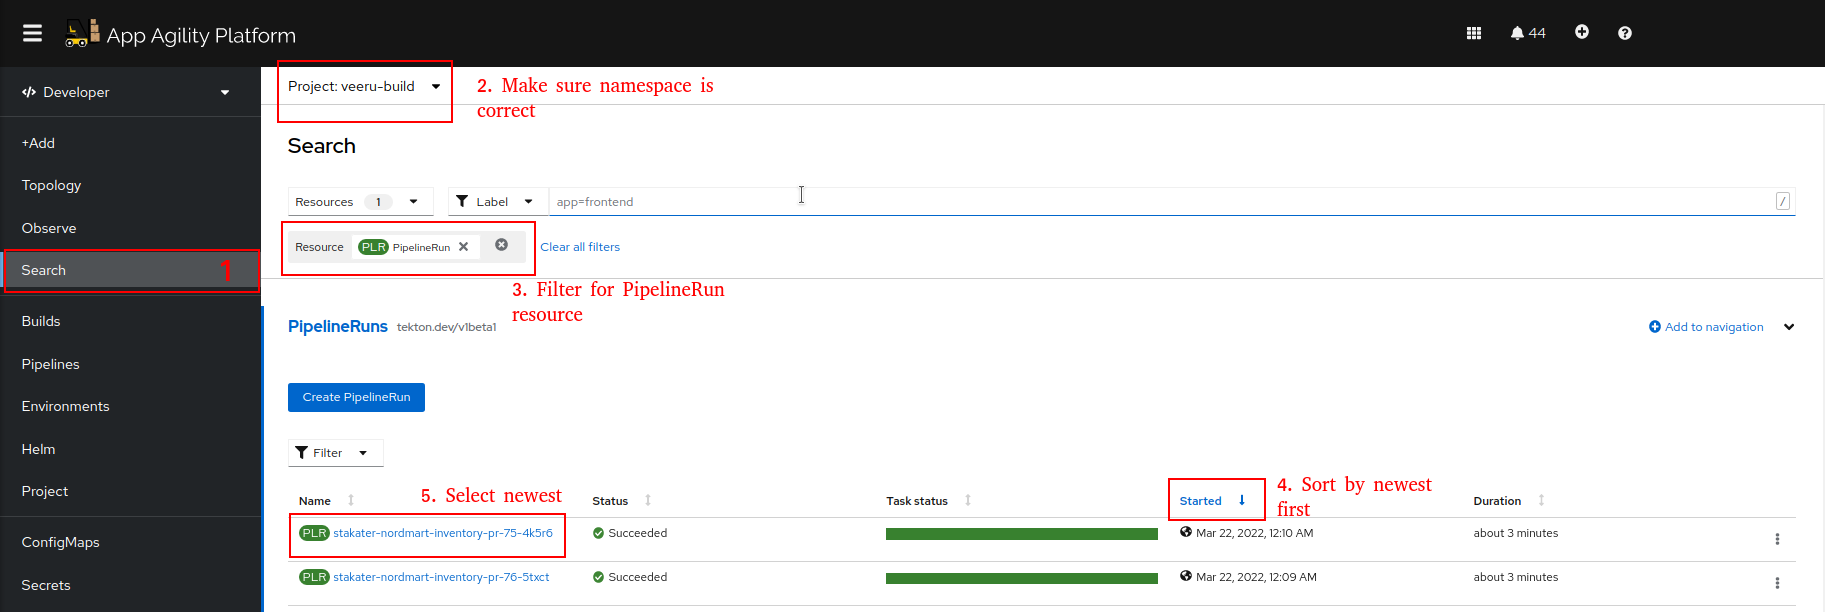 App Agility Platform
44
Developer
Project: veeru-build
2. Make sure namespace is
correct
+Add
Search
Topology
Resources 1
Label
app=frontend
/
Observe
Resource PLR PipelineRun
Clear all filters
Search 1
3. Filter for PipelineRun
resource
Builds
PipelineRuns tekton.dev/v1beta1
Add to navigation
Pipelines
Create PipelineRun
Environments
Helm
Filter
Project
Name
5. Select newest
Status
Task status
Started
4. Sort by newest
first
Duration
PLR stakater-nordmart-inventory-pr-75-4k5r6
Succeeded
Mar 22, 2022, 12:10 AM
about 3 minutes
ConfigMaps
PLR stakater-nordmart-inventory-pr-76-5txct
Succeeded
Mar 22, 2022, 12:09 AM
about 3 minutes
Secrets